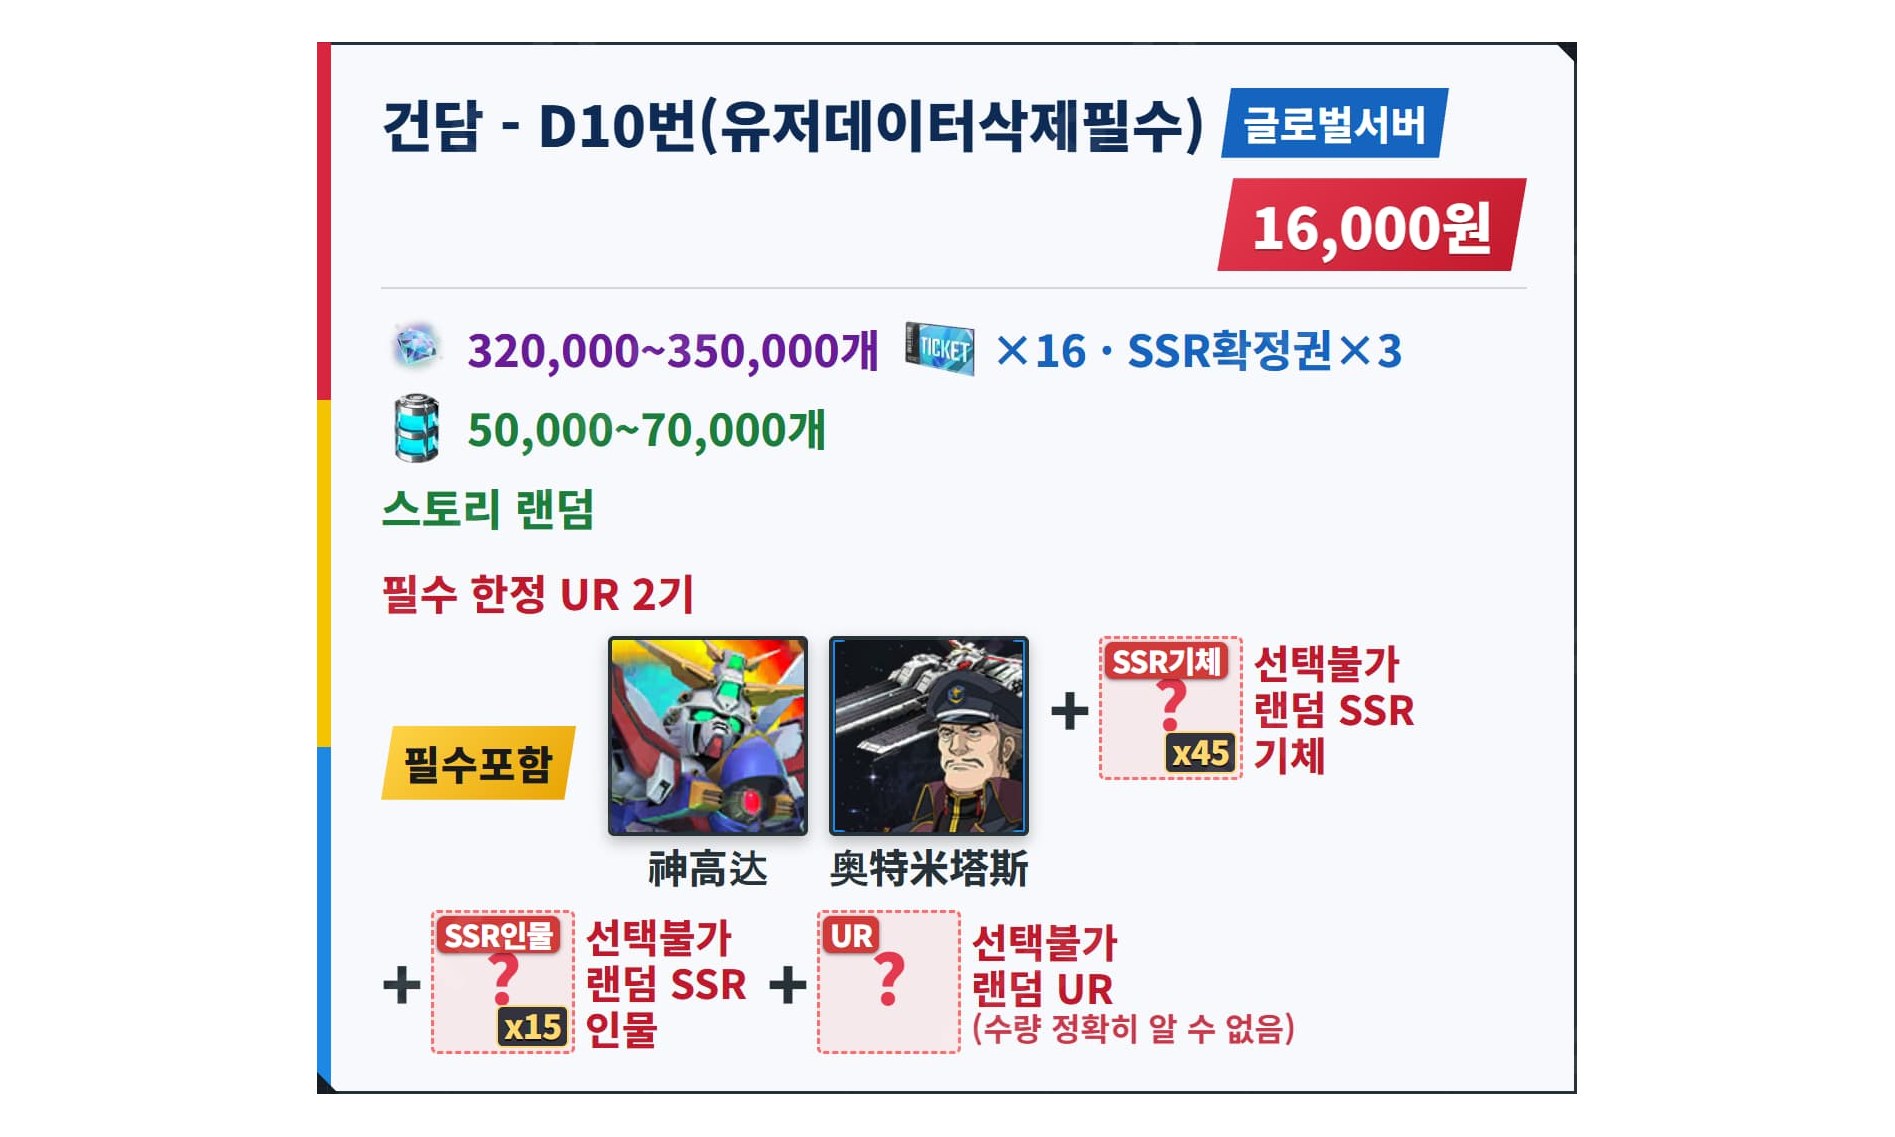 건담 - D10번(유저데이터삭제필수) 글로벌서버
16,000원
320,000~350,000개 TICKET ×16 · SSR확정권×3
50,000~70,000개
스토리 랜덤
필수 한정 UR 2기
필수포함
神高达
奥特米塔斯
+ SSR기체 ? x45
선택불가
랜덤 SSR
기체
+ SSR인물 ? x15
선택불가
랜덤 SSR
인물
+ UR ?
선택불가
랜덤 UR
(수량 정확히 알 수 없음)